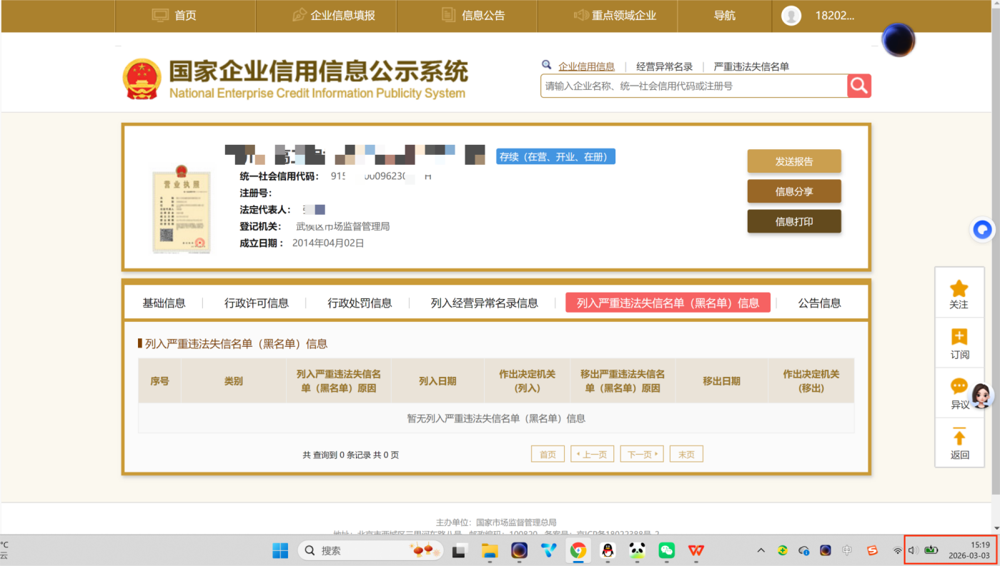 首页 企业信息填报 信息公告 重点领域企业 导航 18202...
国家企业信用信息公示系统
National Enterprise Credit Information Publicity System
企业信用信息 | 经营异常名录 | 严重违法失信名单
请输入企业名称、统一社会信用代码或注册号
存续（在营、开业、在册）
统一社会信用代码：
注册号：
法定代表人：
登记机关： 武侯区市场监督管理局
成立日期： 2014年04月02日
营业执照
发送报告
信息分享
信息打印
基础信息 行政许可信息 行政处罚信息 列入经营异常名录信息 列入严重违法失信名单（黑名单）信息 公告信息
列入严重违法失信名单（黑名单）信息
序号 类别 列入严重违法失信名单（黑名单）原因 列入日期 作出决定机关(列入) 移出严重违法失信名单（黑名单）原因 移出日期 作出决定机关(移出)
暂无列入严重违法失信名单（黑名单）信息
共 查询到 0 条记录 共 0 页 首页 上一页 下一页 末页
关注
订阅
异议
返回
主办单位：国家市场监督管理总局
°C
云
搜索
中
15:19
2026-03-03